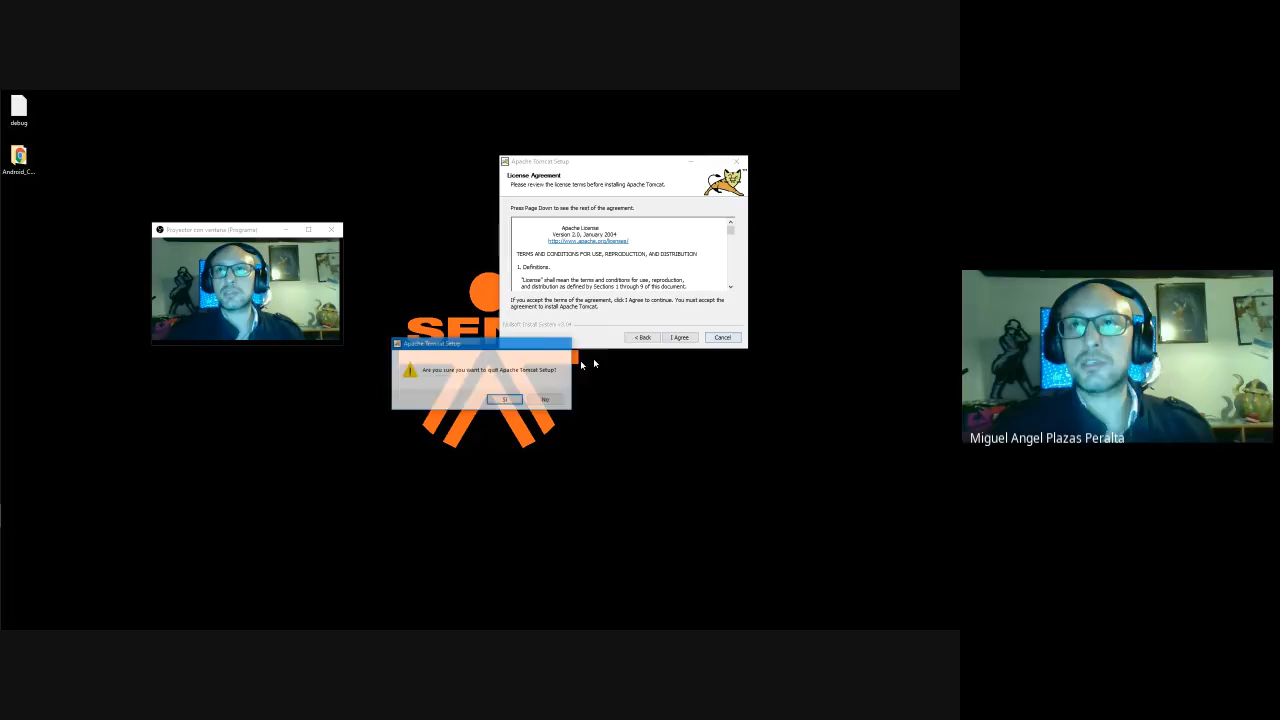 debug
Android_C...
Proyector con ventana (Programa)
Apache Tomcat Setup
License Agreement
Please review the license terms before installing Apache Tomcat.
Press Page Down to see the rest of the agreement.
Apache License
Version 2.0, January 2004
http://www.apache.org/licenses/
TERMS AND CONDITIONS FOR USE, REPRODUCTION, AND DISTRIBUTION
1. Definitions.
"License" shall mean the terms and conditions for use, reproduction,
and distribution as defined by Sections 1 through 9 of this document.
If you accept the terms of the agreement, click I Agree to continue. You must accept the
agreement to install Apache Tomcat.
Nullsoft Install System v3.04
< Back
I Agree
Cancel
Apache Tomcat Setup
Are you sure you want to quit Apache Tomcat Setup?
Sí
No
Miguel Angel Plazas Peralta